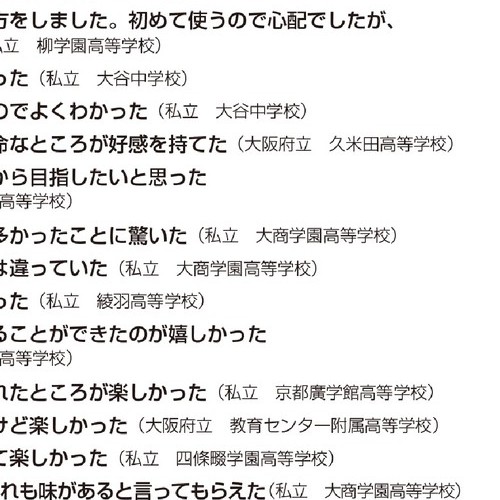 方をしました。初めて使うので心配でしたが、
立　柳学園高等学校）
った（私立　大谷中学校）
のでよくわかった（私立　大谷中学校）
命なところが好感を持てた（大阪府立　久米田高等学校）
から目指したいと思った
高等学校）
多かったことに驚いた（私立　大商学園高等学校）
は違っていた（私立　大商学園高等学校）
った（私立　綾羽高等学校）
ることができたのが嬉しかった
高等学校）
れたところが楽しかった（私立　京都廣学館高等学校）
けど楽しかった（大阪府立　教育センター附属高等学校）
て楽しかった（私立　四條畷学園高等学校）
れも味があると言ってもらえた（私立　大商学園高等学校）